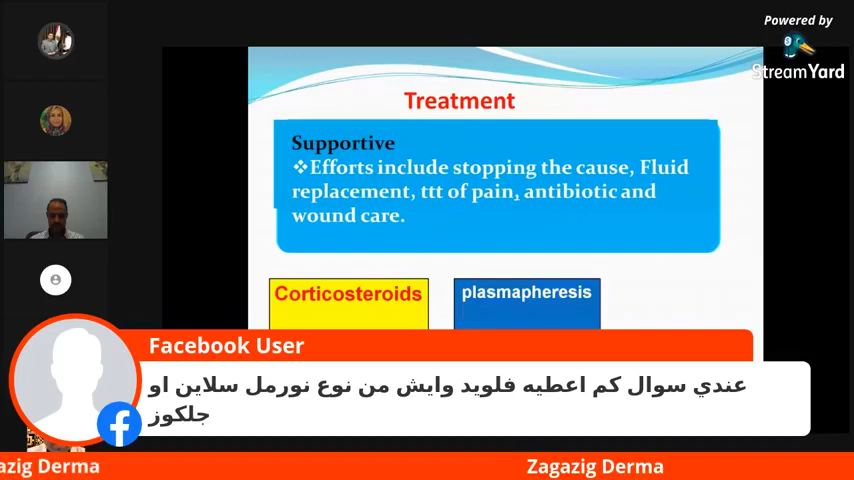 Powered by
StreamYard
Treatment
Supportive
❖Efforts include stopping the cause, Fluid
replacement, ttt of pain, antibiotic and
wound care.
Corticosteroids
plasmapheresis
Facebook User
عندي سوال كم اعطيه فلويد وايش من نوع نورمل سلاين او
جلكوز
azig Derma
Zagazig Derma